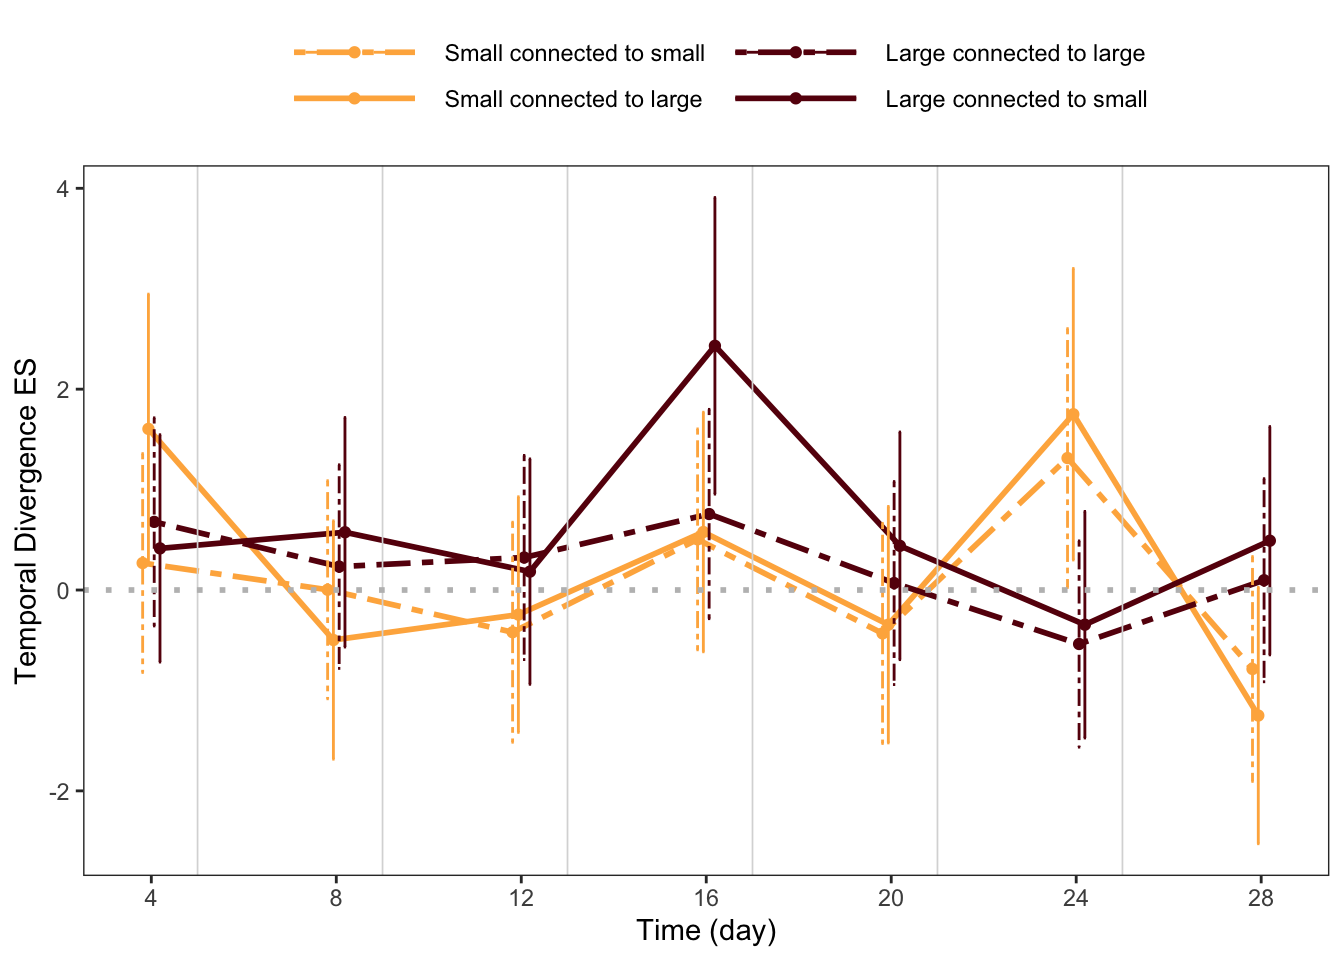 Small connected to small
Large connected to large
Small connected to large
Large connected to small
Temporal Divergence ES
4
2
0
-2
4
8
12
16
20
24
28
Time (day)